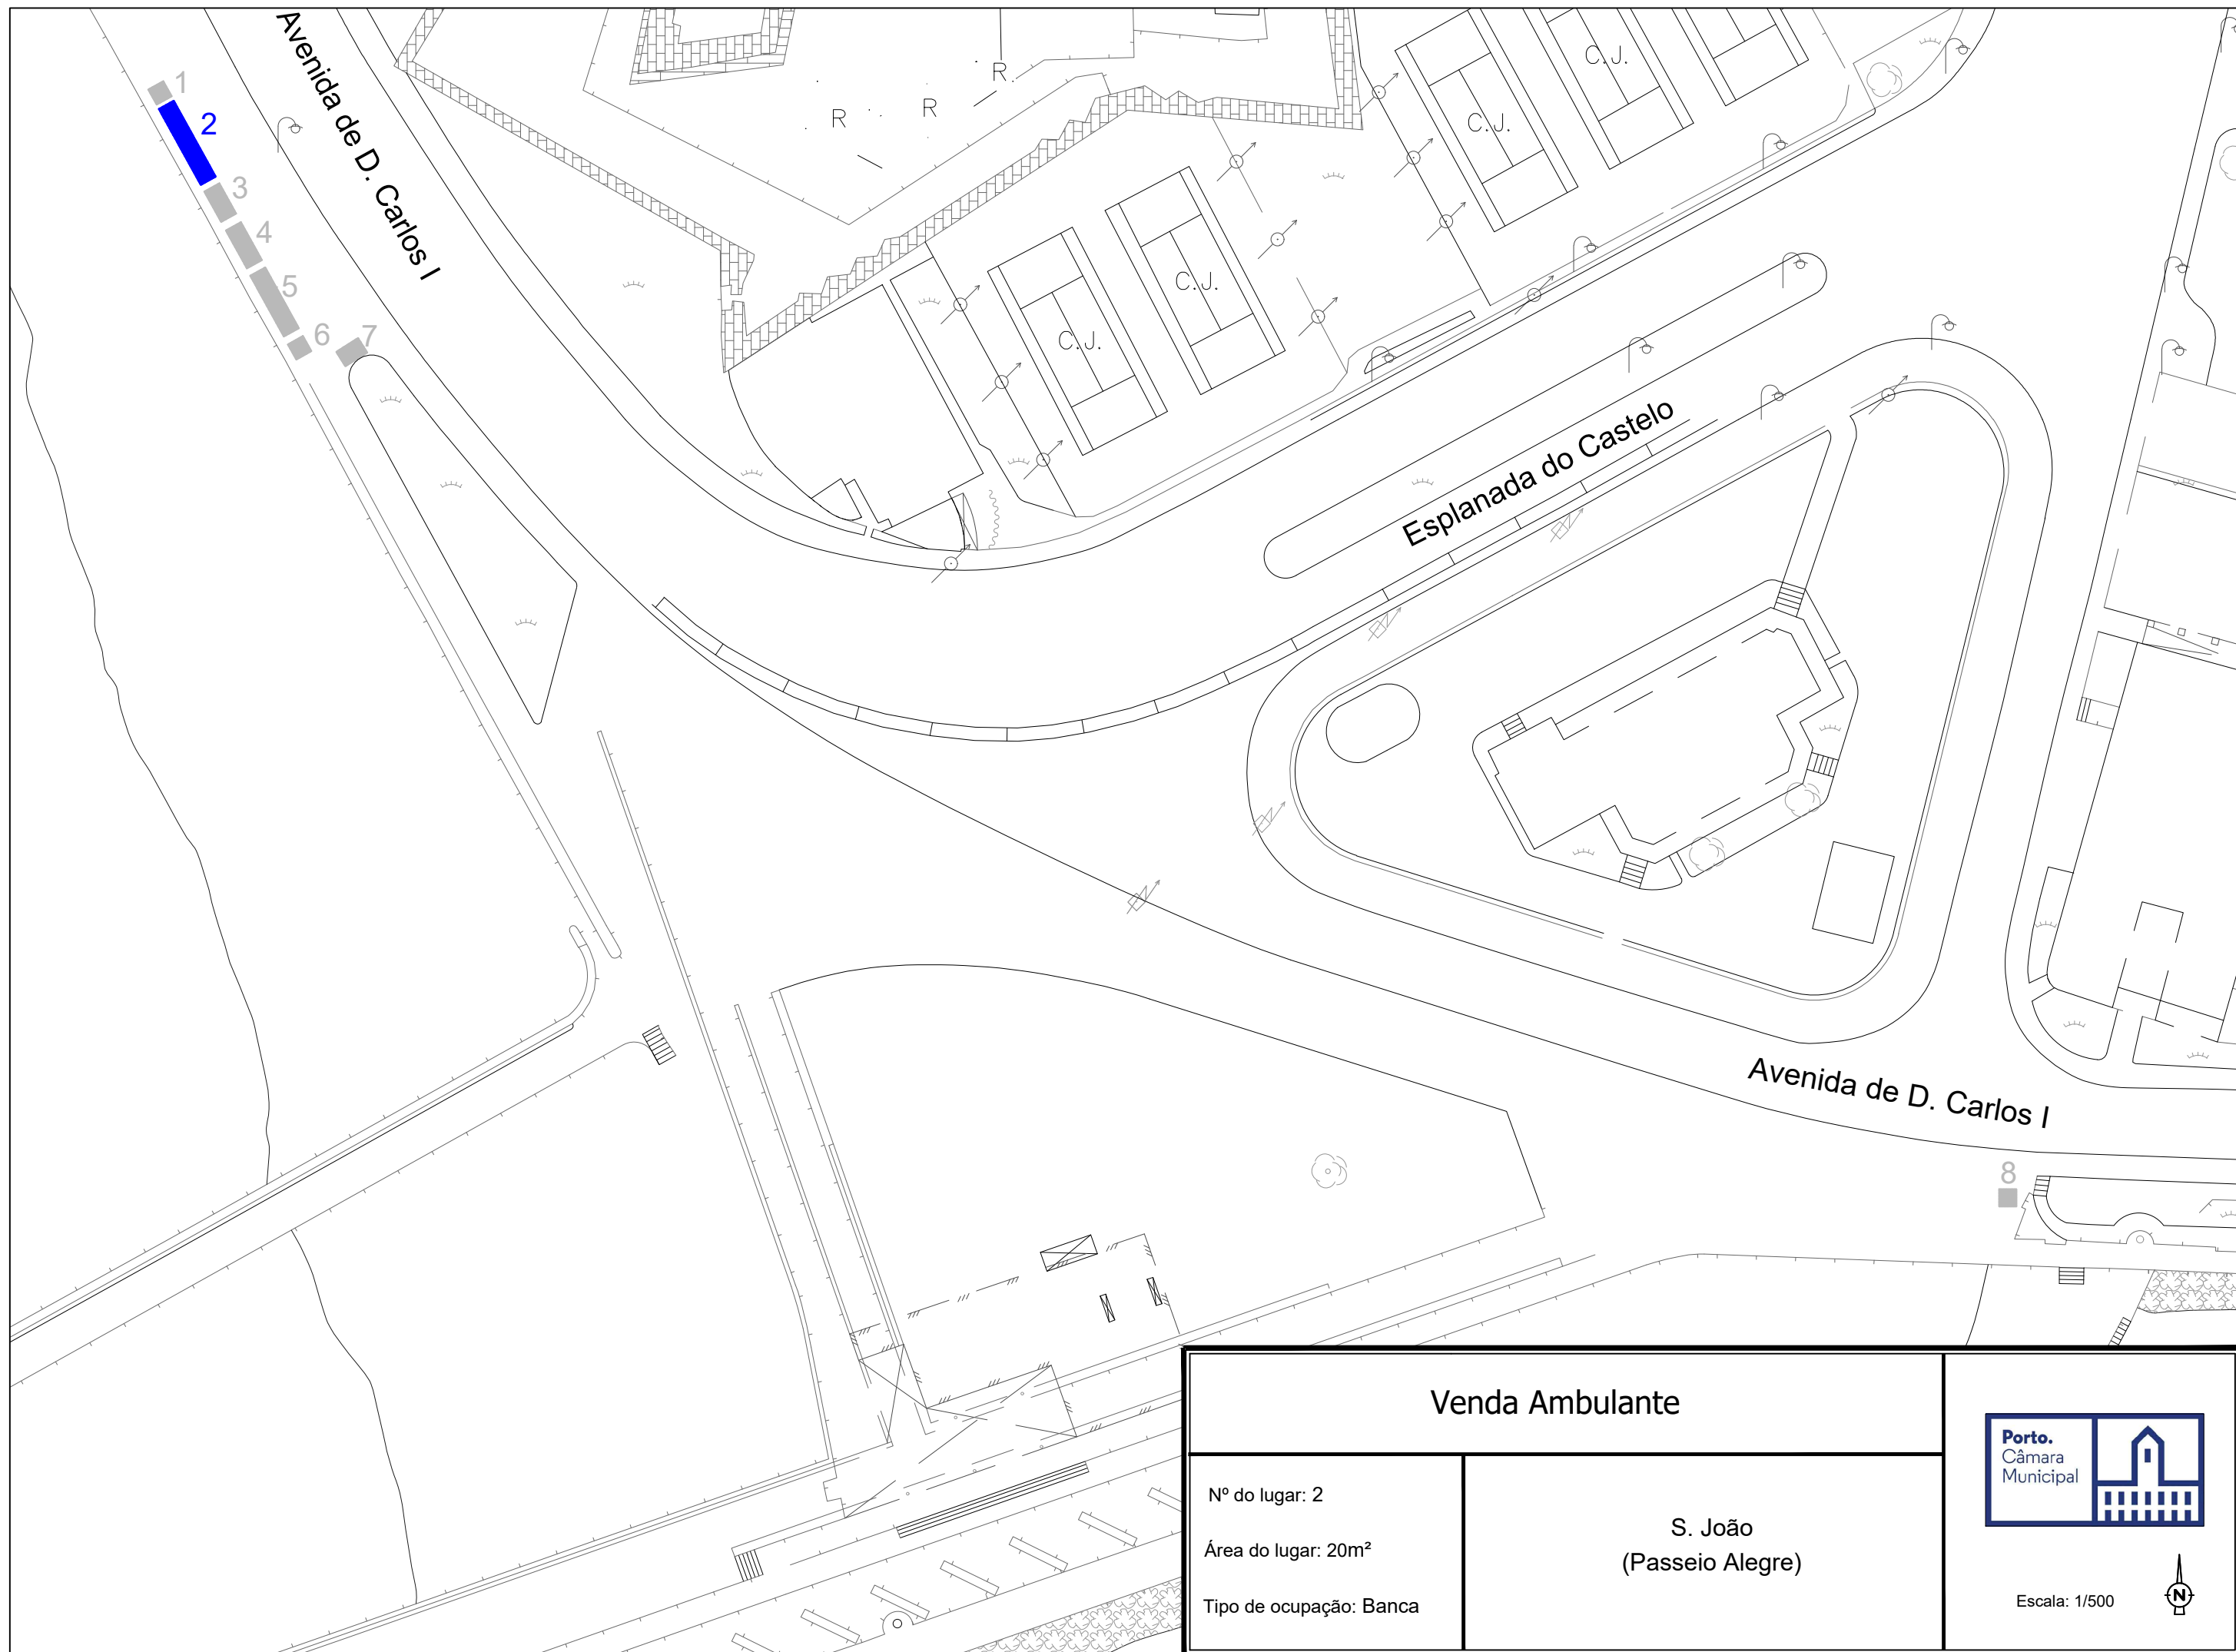 Avenida de D. Carlos I
R
R
R
C.J.
C.J.
C.J.
C.J.
1
2
3
4
5
6
7
Esplanada do Castelo
Avenida de D. Carlos I
8
Venda Ambulante
Nº do lugar: 2
Área do lugar: 20m²
Tipo de ocupação: Banca
S. João
(Passeio Alegre)
Porto.
Câmara
Municipal
Escala: 1/500
N